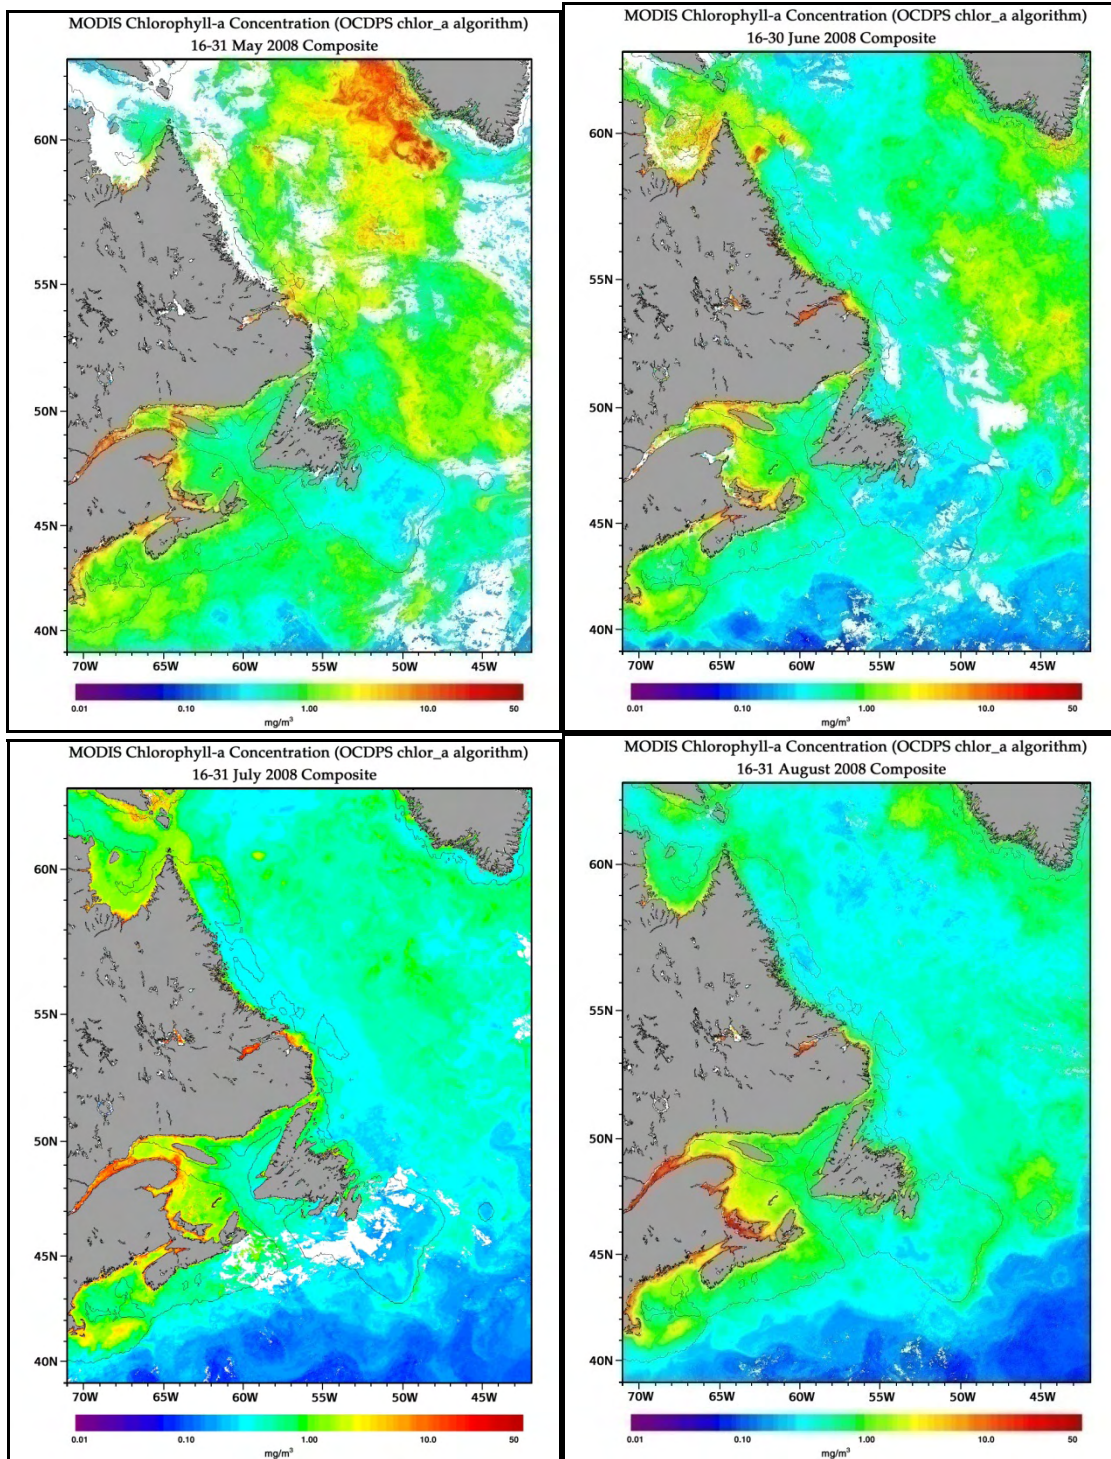 MODIS Chlorophyll-a Concentration (OCDPS chlor_a algorithm)
16-31 May 2008 Composite
60N
55N
50N
45N
40N
70W 65W 60W 55W 50W 45W
0.01 0.10 1.00 10.0 50
mg/m³
MODIS Chlorophyll-a Concentration (OCDPS chlor_a algorithm)
16-30 June 2008 Composite
60N
55N
50N
45N
40N
70W 65W 60W 55W 50W 45W
0.01 0.10 1.00 10.0 50
mg/m³
MODIS Chlorophyll-a Concentration (OCDPS chlor_a algorithm)
16-31 July 2008 Composite
60N
55N
50N
45N
40N
70W 65W 60W 55W 50W 45W
0.01 0.10 1.00 10.0 50
mg/m³
MODIS Chlorophyll-a Concentration (OCDPS chlor_a algorithm)
16-31 August 2008 Composite
60N
55N
50N
45N
40N
70W 65W 60W 55W 50W 45W
0.01 0.10 1.00 10.0 50
mg/m³